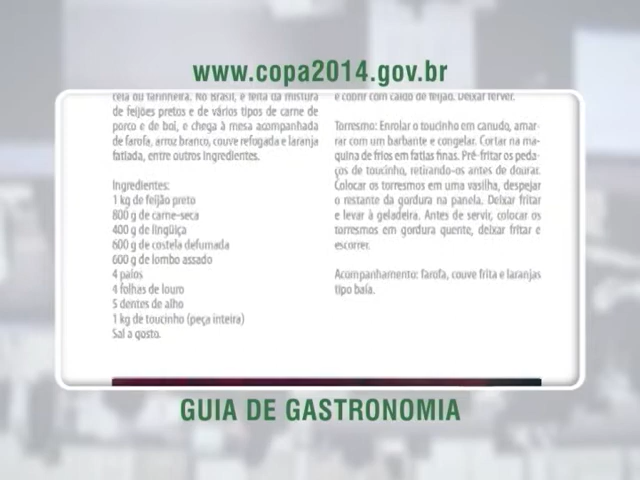 www.copa2014.gov.br
ceia ou farinheira. No Brasil, é feita da mistura
de feijões pretos e de vários tipos de carne de
porco e de boi, e chega à mesa acompanhada
de farofa, arroz branco, couve refogada e laranja
fatiada, entre outros ingredientes.
Ingredientes:
1 kg de feijão preto
800 g de carne-seca
400 g de lingüiça
600 g de costela defumada
600 g de lombo assado
4 paios
4 folhas de louro
5 dentes de alho
1 kg de toucinho (peça inteira)
Sal a gosto.
e cobrir com caldo de feijão. Deixar ferver.
Torresmo: Enrolar o toucinho em canudo, amar-
rar com um barbante e congelar. Cortar na ma-
quina de frios em fatias finas. Pré-fritar os peda-
ços de toucinho, retirando-os antes de dourar.
Colocar os torresmos em uma vasilha, despejar
o restante da gordura na panela. Deixar fritar
e levar à geladeira. Antes de servir, colocar os
torresmos em gordura quente, deixar fritar e
escorrer.
Acompanhamento: farofa, couve frita e laranjas
tipo baía.
GUIA DE GASTRONOMIA